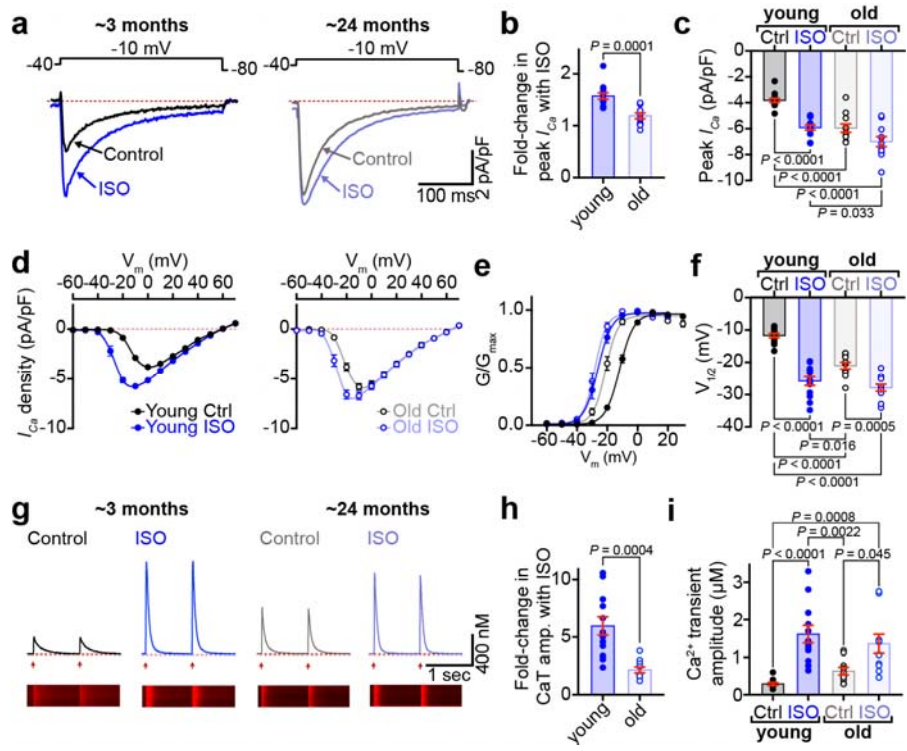 a
~3 months
~24 months
-10 mV
-10 mV
-40
-80
-40
-80
Control
ISO
Control
ISO
100 ms
2 pA/pF
b
P = 0.0001
Fold-change in
peak ICa with ISO
2
1
0
young
old
c
young
old
Ctrl
ISO
Ctrl
ISO
Peak ICa (pA/pF)
0
-2
-4
-6
-8
-10
P < 0.0001
P < 0.0001
P < 0.0001
P = 0.033
d
Vm (mV)
Vm (mV)
-60
-40
-20
0
20
40
60
-60
-40
-20
0
20
40
60
ICa density (pA/pF)
0
-5
-10
0
-5
-10
Young Ctrl
Young ISO
Old Ctrl
Old ISO
e
G/Gmax
1.0
0.5
0.0
-60
-40
-20
0
20
Vm (mV)
f
young
old
Ctrl
ISO
Ctrl
ISO
V1/2 (mV)
0
-10
-20
-30
-40
P < 0.0001
P = 0.0005
P = 0.016
P < 0.0001
P < 0.0001
g
~3 months
~24 months
Control
ISO
Control
ISO
400 nM
1 sec
h
P = 0.0004
Fold-change in
CaT amp. with ISO
10
5
0
young
old
i
P = 0.0008
P = 0.0022
P < 0.0001
P = 0.045
Ca2+ transient
amplitude (µM)
3
2
1
0
Ctrl
ISO
Ctrl
ISO
young
old